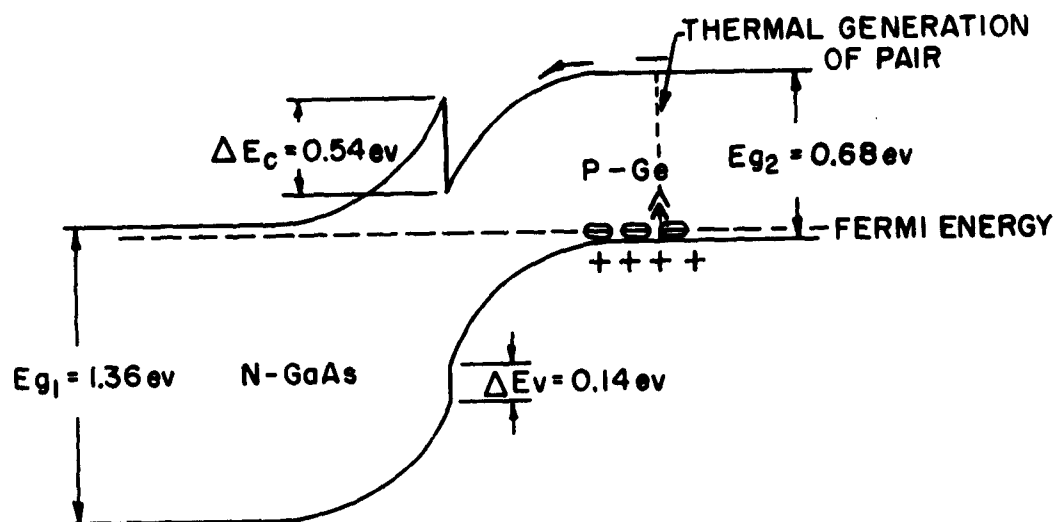 THERMAL GENERATION
OF PAIR
ΔEc = 0.54 ev
P-Ge
Eg2 = 0.68 ev
FERMI ENERGY
+ + + +
Eg1 = 1.36 ev
N-GaAs
ΔEv = 0.14 ev